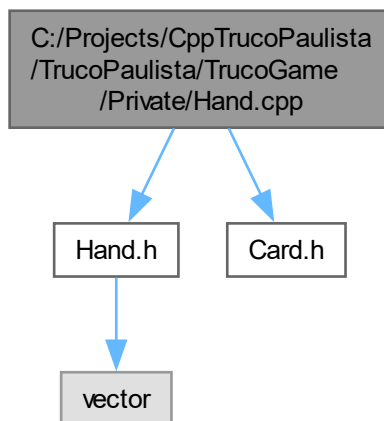 C:/Projects/CppTrucoPaulista
/TrucoPaulista/TrucoGame
/Private/Hand.cpp
Hand.h
Card.h
vector